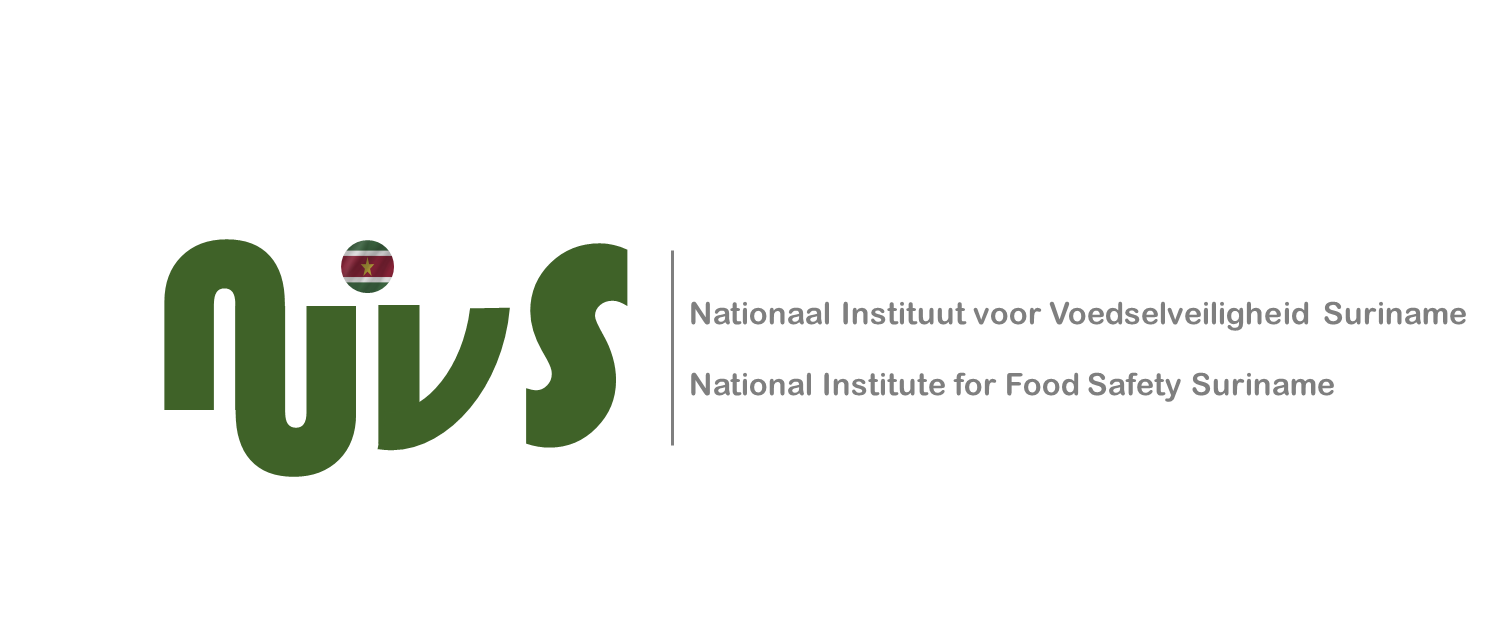 NIVS
Nationaal Instituut voor Voedselveiligheid Suriname
National Institute for Food Safety Suriname